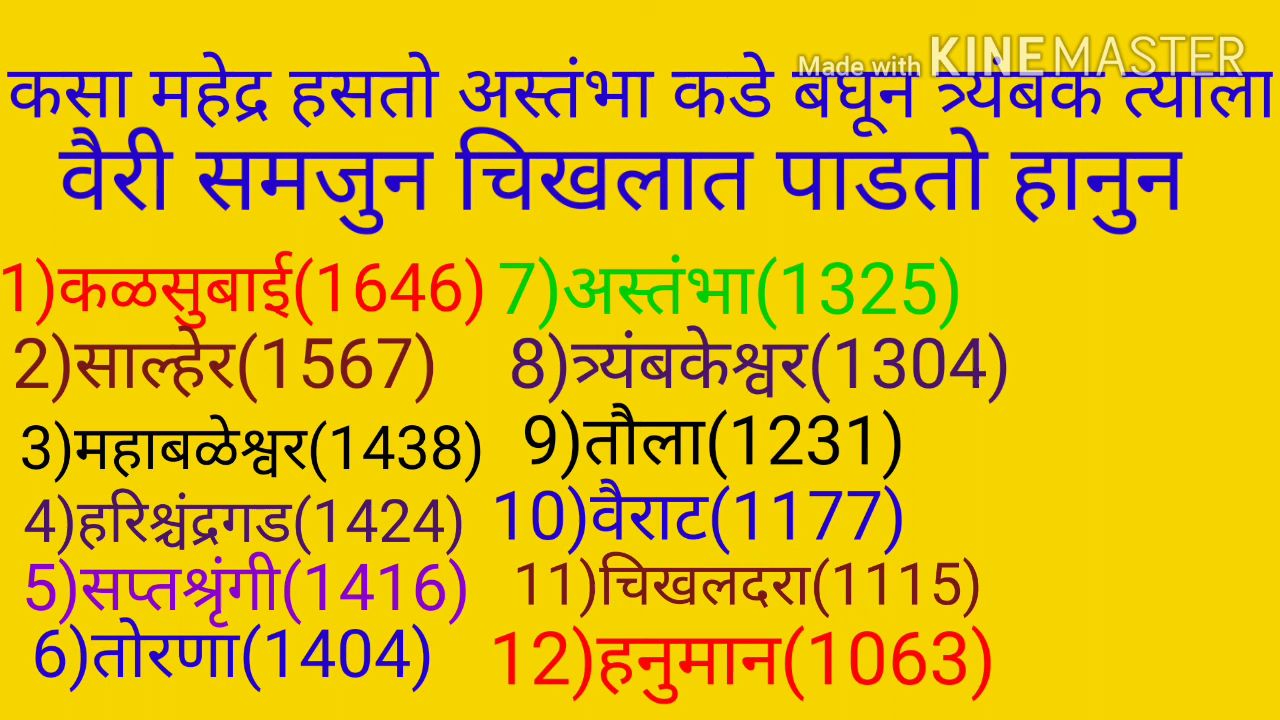 Made with KINEMASTER
कसा महेद्र हसतो अस्तंभा कडे बघून त्र्यंबक त्याला
वैरी समजुन चिखलात पाडतो हानुन
1)कळसुबाई(1646) 7)अस्तंभा(1325)
2)साल्हेर(1567) 8)त्र्यंबकेश्वर(1304)
3)महाबळेश्वर(1438) 9)तौला(1231)
4)हरिश्चंद्रगड(1424) 10)वैराट(1177)
5)सप्तश्रृंगी(1416) 11)चिखलदरा(1115)
6)तोरणा(1404) 12)हनुमान(1063)